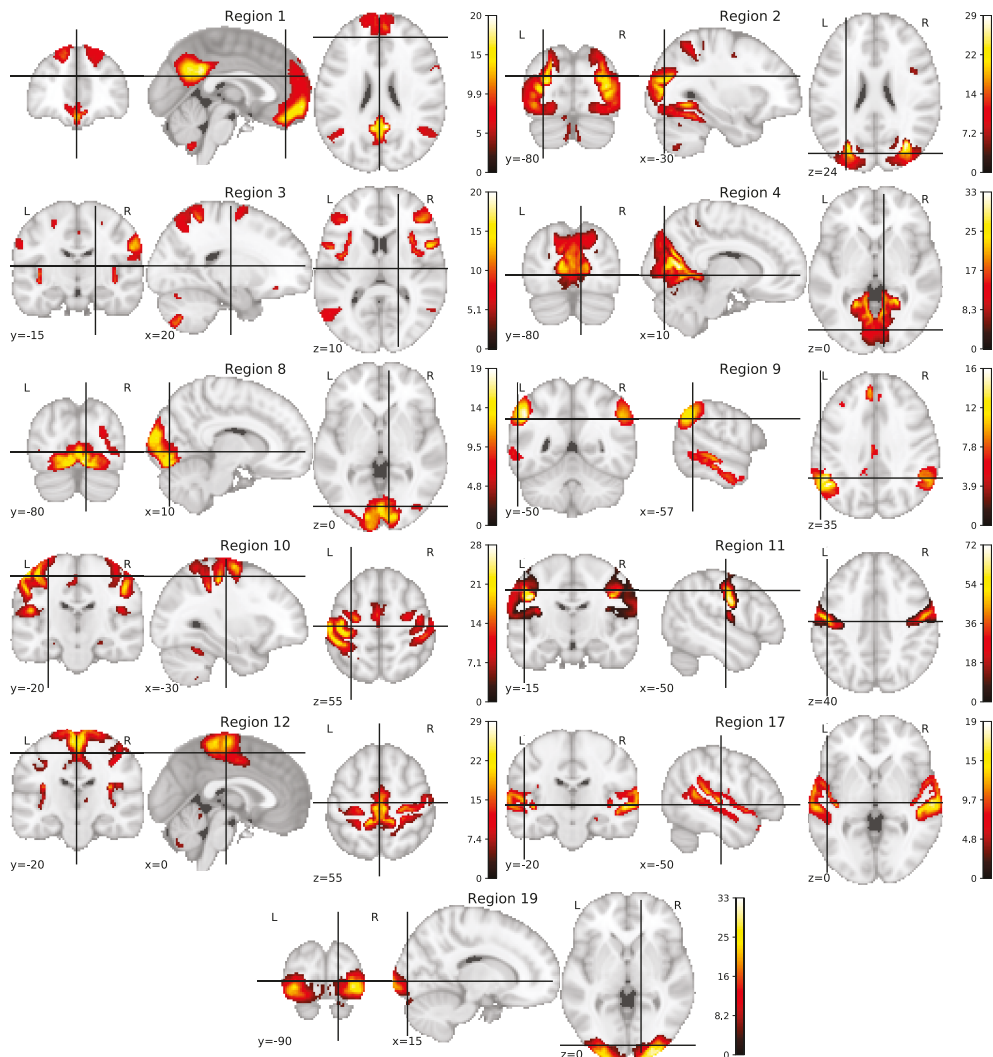 Region 1
20
15
9.9
5
0
Region 2
L R
y=-80 x=-30 z=24
29
22
14
7.2
0
Region 3
L R L R
y=-15 x=20 z=10
20
15
10
5,1
0
Region 4
L R L R
y=-80 x=10 z=0
33
25
17
8.3
0
Region 8
L R L R
y=-80 x=10 z=0
19
14
9.6
4.8
0
Region 9
L R L R
y=-50 x=-57 z=35
16
12
7.8
3.9
0
Region 10
L R L R
y=-20 x=-30 z=55
28
21
14
7,1
0
Region 11
L R L R
y=-15 x=-50 z=40
72
54
36
18
0
Region 12
L R L R
y=-20 x=0 z=55
29
22
14
7.2
0
Region 17
L R L R
y=-20 x=-50 z=0
19
14
9.7
4.8
0
Region 19
L R L R
y=-90 x=15 z=0
33
24
16
8,2
0